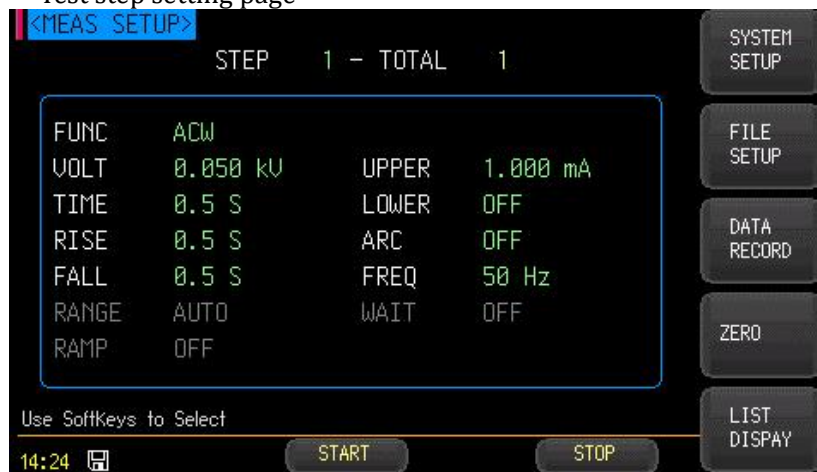 Test step setting page
<MEAS SETUP>
STEP 1 - TOTAL 1
FUNC ACW
VOLT 0.050 kV UPPER 1.000 mA
TIME 0.5 S LOWER OFF
RISE 0.5 S ARC OFF
FALL 0.5 S FREQ 50 Hz
RANGE AUTO WAIT OFF
RAMP OFF
Use SoftKeys to Select
14:24 START STOP
SYSTEM
SETUP
FILE
SETUP
DATA
RECORD
ZERO
LIST
DISPAY